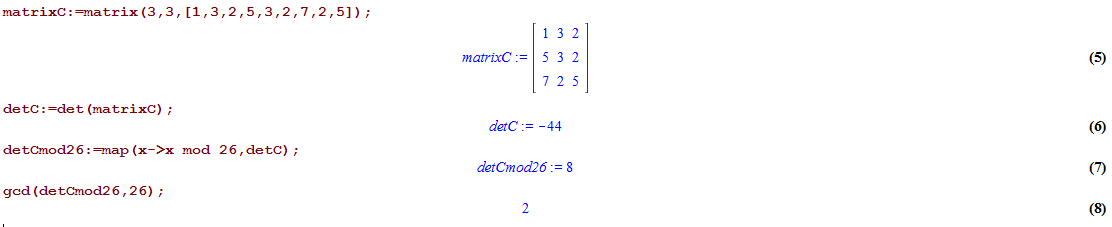 matrixC:=matrix(3,3,[1,3,2,5,3,2,7,2,5]);
matrixC := [1 3 2
5 3 2
7 2 5] (5)
detC:=det(matrixC);
detC := -44 (6)
detCmod26:=map(x->x mod 26,detC);
detCmod26 := 8 (7)
gcd(detCmod26,26);
2 (8)